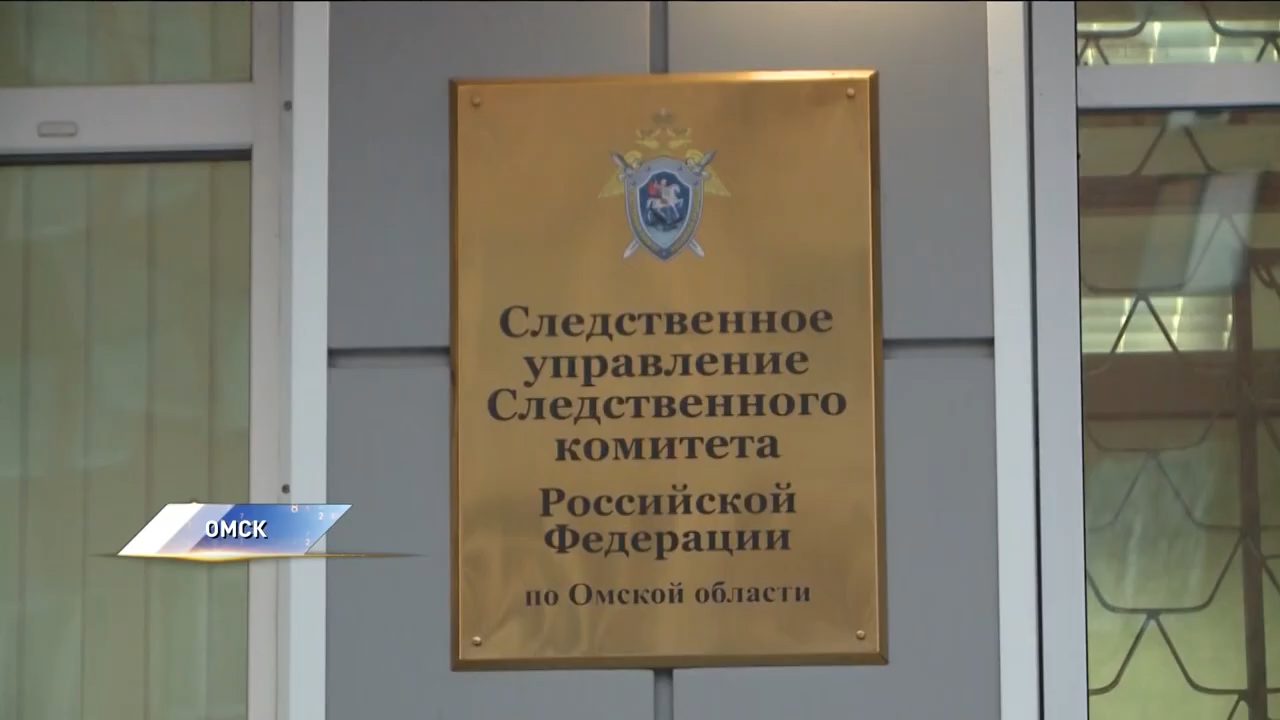 Следственное
управление
Следственного
комитета
Российской
Федерации
по Омской области
ОМСК